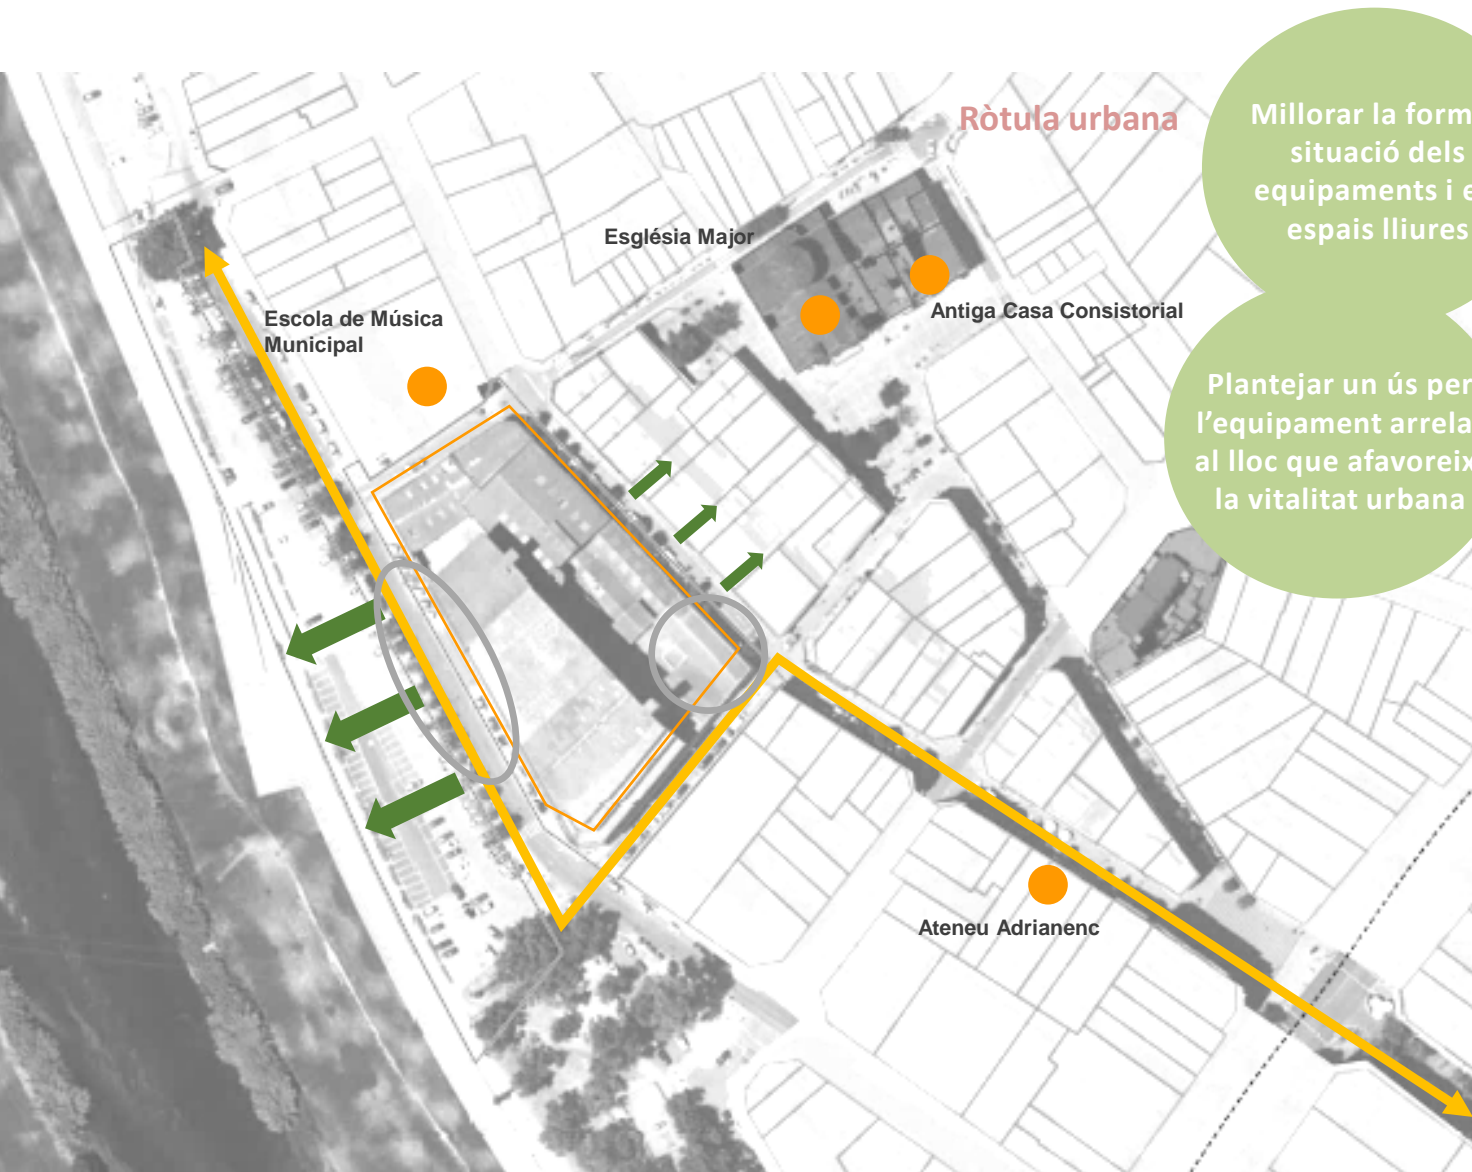 Ròtula urbana
Millorar la form
situació dels
equipaments i e
espais lliures
Església Major
Antiga Casa Consistorial
Escola de Música
Municipal
Plantejar un ús per
l’equipament arrela
al lloc que afavoreix
la vitalitat urbana
Ateneu Adrianenc